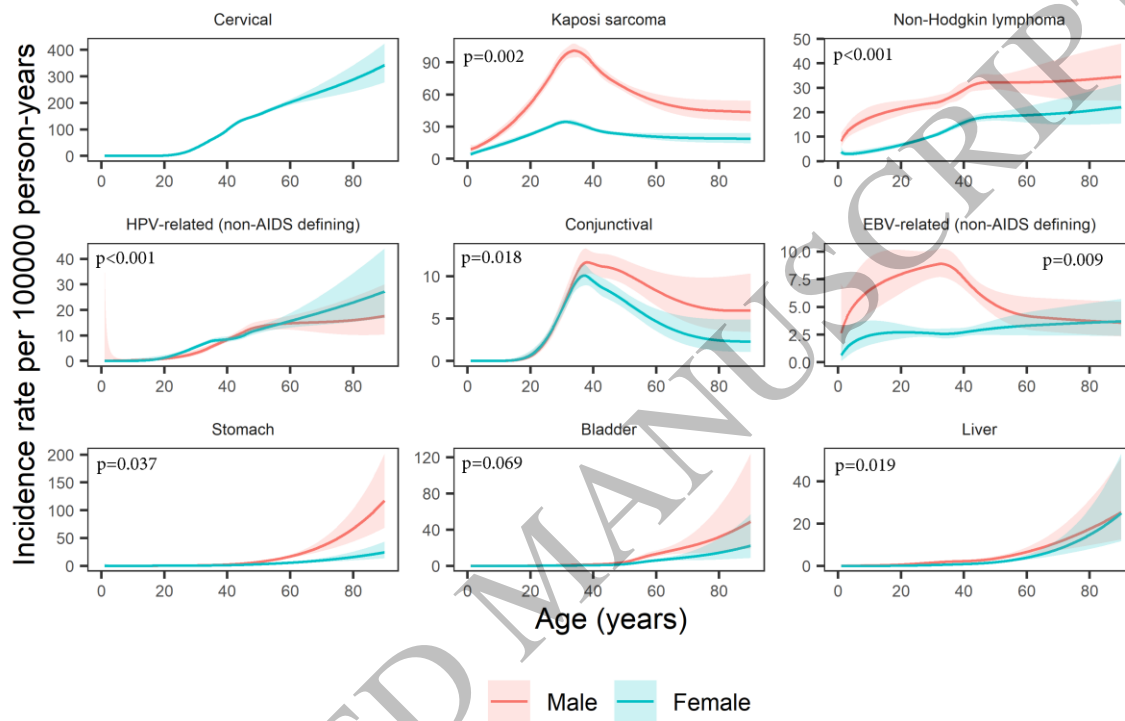 Cervical
Kaposi sarcoma
Non-Hodgkin lymphoma
Incidence rate per 100000 person-years
400
300
200
100
0
0 20 40 60 80
p=0.002
90
60
30
0
0 20 40 60 80
p<0.001
50
40
30
20
10
0
0 20 40 60 80
HPV-related (non-AIDS defining)
Conjunctival
EBV-related (non-AIDS defining)
p<0.001
40
30
20
10
0
0 20 40 60 80
p=0.018
10
5
0
0 20 40 60 80
p=0.009
10.0
7.5
5.0
2.5
0.0
0 20 40 60 80
Stomach
Bladder
Liver
p=0.037
200
150
100
50
0
0 20 40 60 80
p=0.069
120
80
40
0
0 20 40 60 80
p=0.019
40
20
0
0 20 40 60 80
Age (years)
Male Female
ED MANUSCRIPT